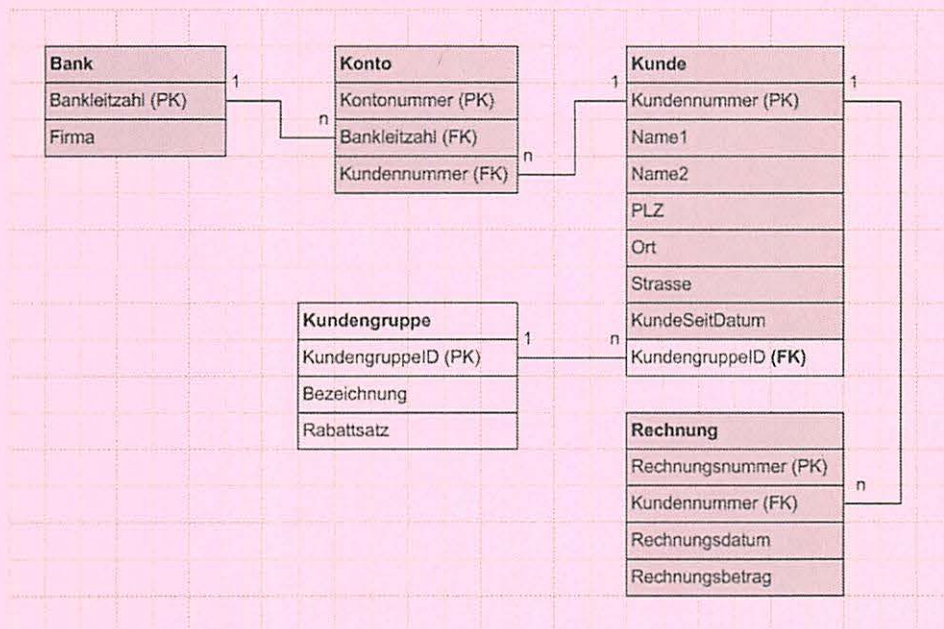 Bank
Bankleitzahl (PK)
Firma
1
n
Konto
Kontonummer (PK)
Bankleitzahl (FK)
Kundennummer (FK)
n
1
Kunde
Kundennummer (PK)
Name1
Name2
PLZ
Ort
Strasse
KundeSeitDatum
KundengruppeID (FK)
1
n
Kundengruppe
KundengruppeID (PK)
Bezeichnung
Rabattsatz
1
n
Rechnung
Rechnungsnummer (PK)
Kundennummer (FK)
Rechnungsdatum
Rechnungsbetrag